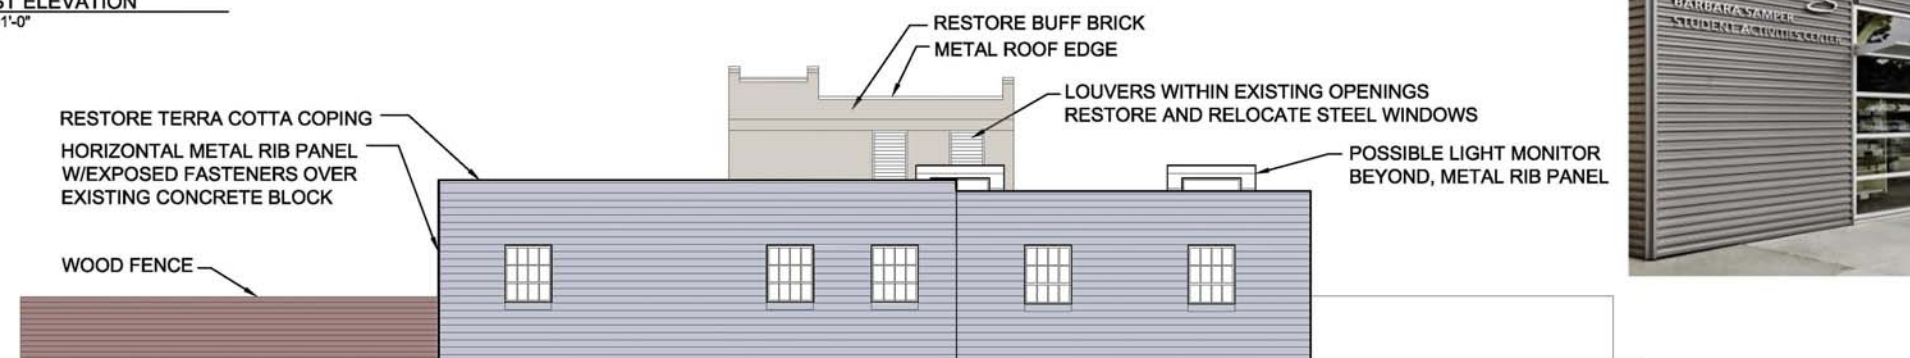 ST ELEVATION
1'-0"
RESTORE BUFF BRICK
METAL ROOF EDGE
LOUVERS WITHIN EXISTING OPENINGS
RESTORE AND RELOCATE STEEL WINDOWS
POSSIBLE LIGHT MONITOR
BEYOND, METAL RIB PANEL
RESTORE TERRA COTTA COPING
HORIZONTAL METAL RIB PANEL
W/EXPOSED FASTENERS OVER
EXISTING CONCRETE BLOCK
WOOD FENCE
BARBARA SAMPER
STUDENT ACTIVITIES CENTER